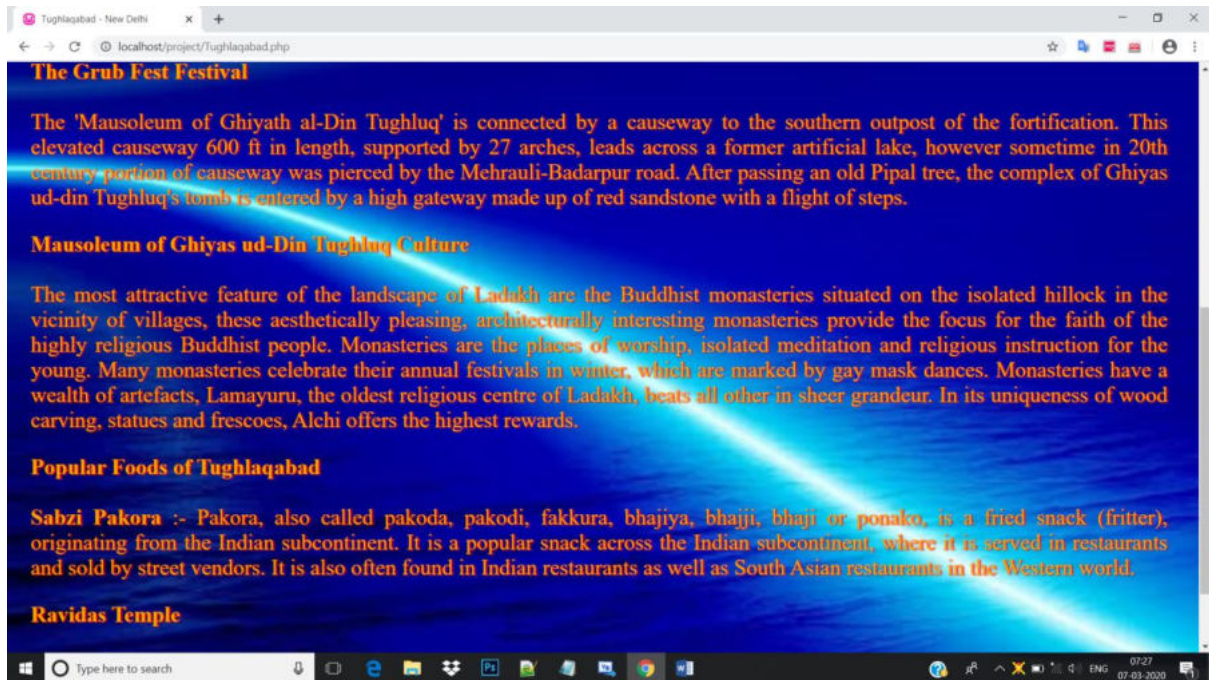 Tughlaqabad - New Delhi
localhost/project/Tughlaqabad.php
The Grub Fest Festival
The 'Mausoleum of Ghiyath al-Din Tughluq' is connected by a causeway to the southern outpost of the fortification. This
elevated causeway 600 ft in length, supported by 27 arches, leads across a former artificial lake, however sometime in 20th
century portion of causeway was pierced by the Mehrauli-Badarpur road. After passing an old Pipal tree, the complex of Ghiyas
ud-din Tughluq's tomb is entered by a high gateway made up of red sandstone with a flight of steps.
Mausoleum of Ghiyas ud-Din Tughluq Culture
The most attractive feature of the landscape of Ladakh are the Buddhist monasteries situated on the isolated hillock in the
vicinity of villages, these aesthetically pleasing, architecturally interesting monasteries provide the focus for the faith of the
highly religious Buddhist people. Monasteries are the places of worship, isolated meditation and religious instruction for the
young. Many monasteries celebrate their annual festivals in winter, which are marked by gay mask dances. Monasteries have a
wealth of artefacts, Lamayuru, the oldest religious centre of Ladakh, beats all other in sheer grandeur. In its uniqueness of wood
carving, statues and frescoes, Alchi offers the highest rewards.
Popular Foods of Tughlaqabad
Sabzi Pakora :- Pakora, also called pakoda, pakodi, fakkura, bhajiya, bhajji, bhaji or ponako, is a fried snack (fritter),
originating from the Indian subcontinent. It is a popular snack across the Indian subcontinent, where it is served in restaurants
and sold by street vendors. It is also often found in Indian restaurants as well as South Asian restaurants in the Western world.
Ravidas Temple
Type here to search
Ps
ENG
07:27
07-03-2020